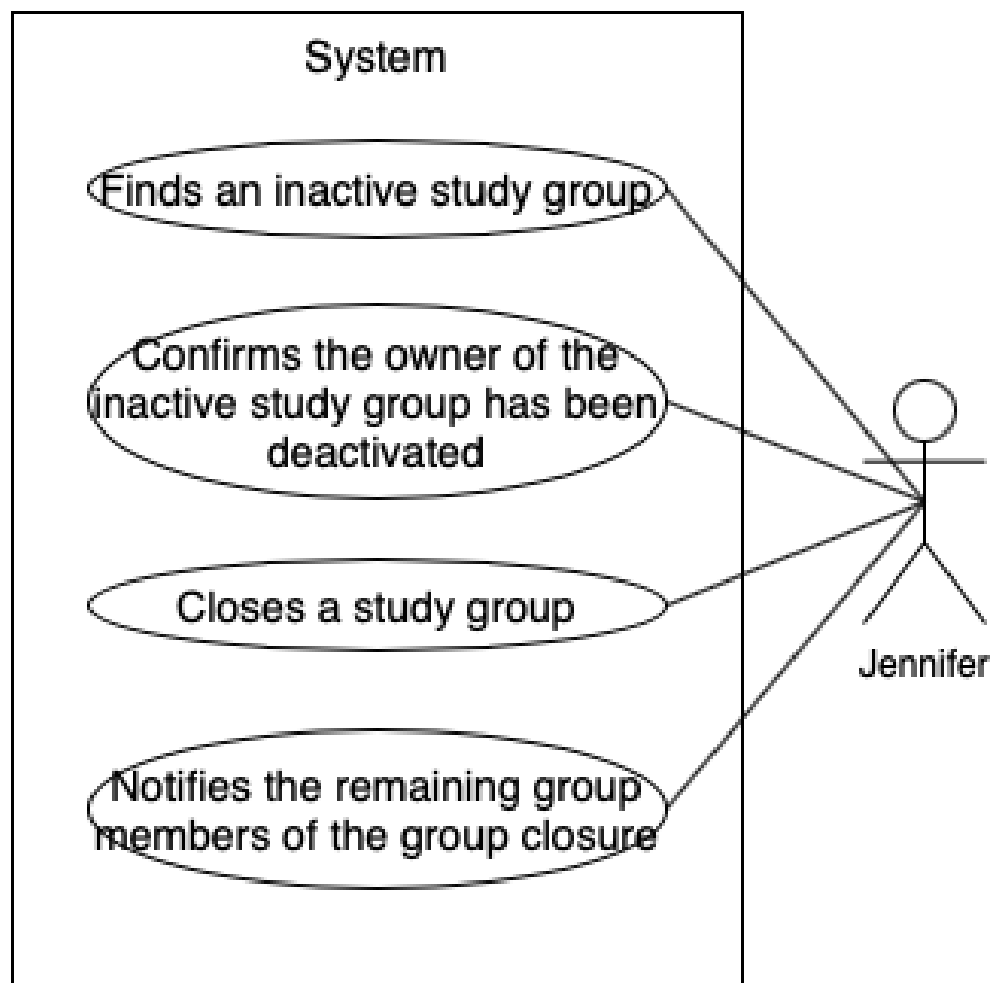 System
Finds an inactive study group
Confirms the owner of the
inactive study group has been
deactivated
Closes a study group
Jennifer
Notifies the remaining group
members of the group closure